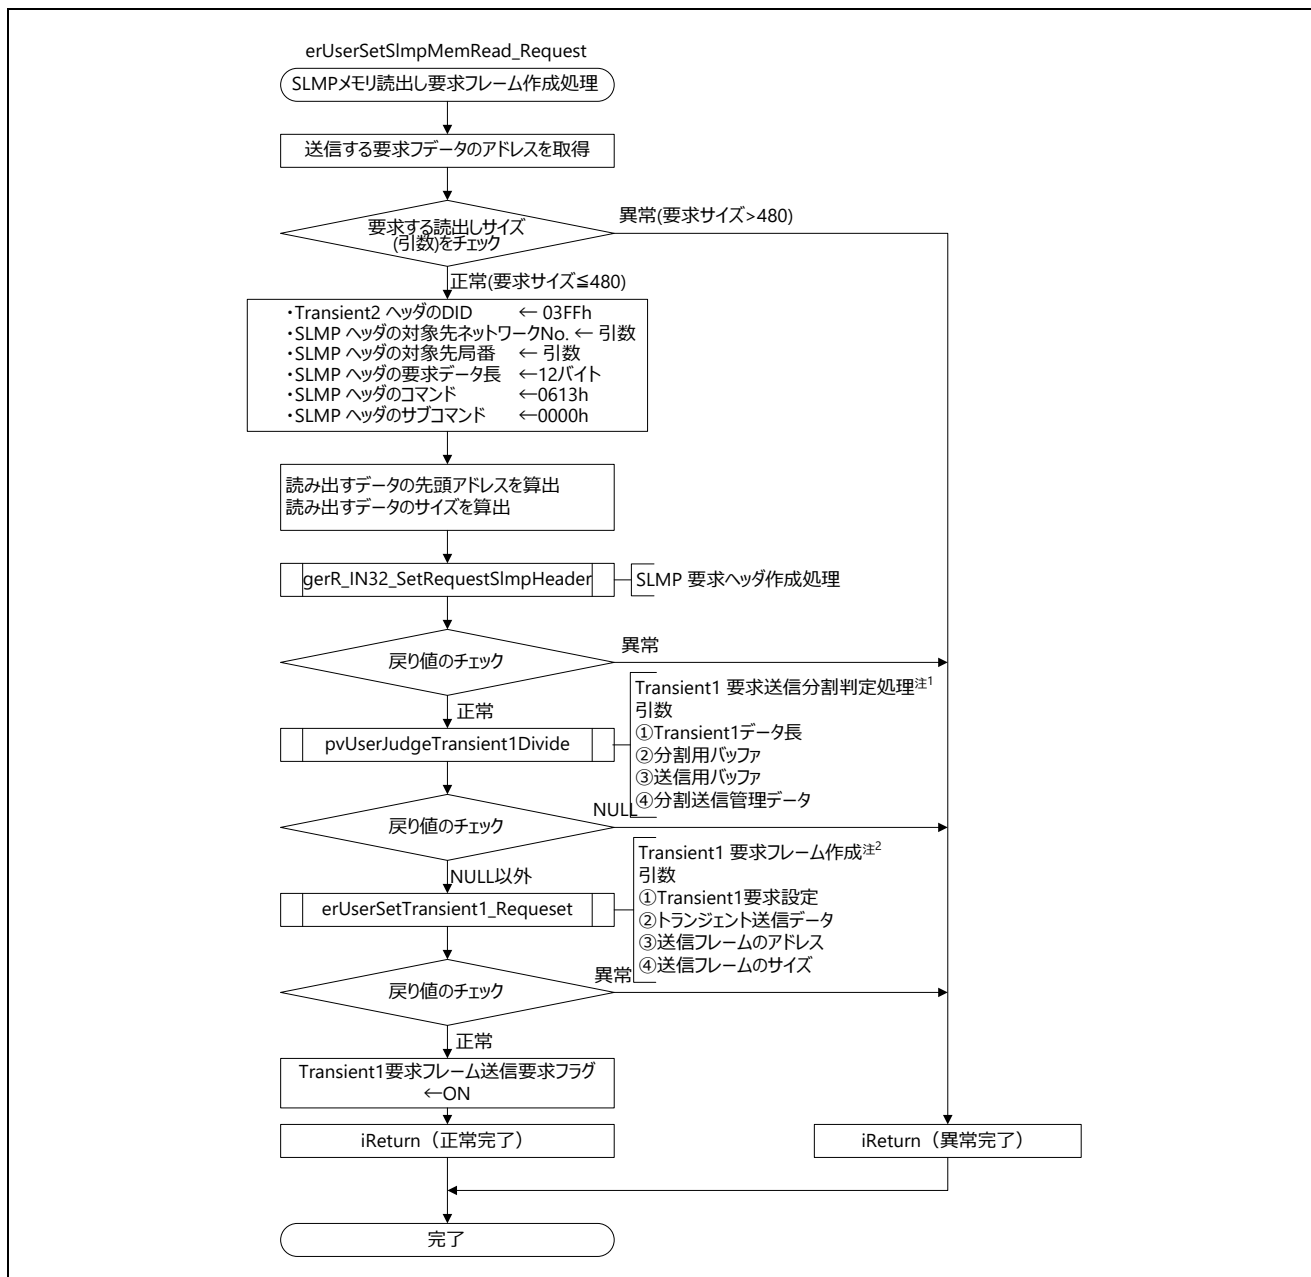 erUserSetSlmpMemRead_Request
SLMPメモリ読出し要求フレーム作成処理
送信する要求フデータのアドレスを取得
要求する読出しサイズ
(引数)をチェック
異常(要求サイズ>480)
正常(要求サイズ≦480)
・Transient2 ヘッダのDID ← 03FFh
・SLMP ヘッダの対象先ネットワークNo. ← 引数
・SLMP ヘッダの対象先局番 ← 引数
・SLMP ヘッダの要求データ長 ←12バイト
・SLMP ヘッダのコマンド ←0613h
・SLMP ヘッダのサブコマンド ←0000h
読み出すデータの先頭アドレスを算出
読み出すデータのサイズを算出
gerR_IN32_SetRequestSlmpHeader
SLMP 要求ヘッダ作成処理
戻り値のチェック
異常
正常
pvUserJudgeTransient1Divide
Transient1 要求送信分割判定処理注1
引数
①Transient1データ長
②分割用バッファ
③送信用バッファ
④分割送信管理データ
戻り値のチェック
NULL
NULL以外
erUserSetTransient1_Requeset
Transient1 要求フレーム作成注2
引数
①Transient1要求設定
②トランジェント送信データ
③送信フレームのアドレス
④送信フレームのサイズ
戻り値のチェック
異常
正常
Transient1要求フレーム送信要求フラグ
←ON
iReturn（正常完了）
iReturn（異常完了）
完了